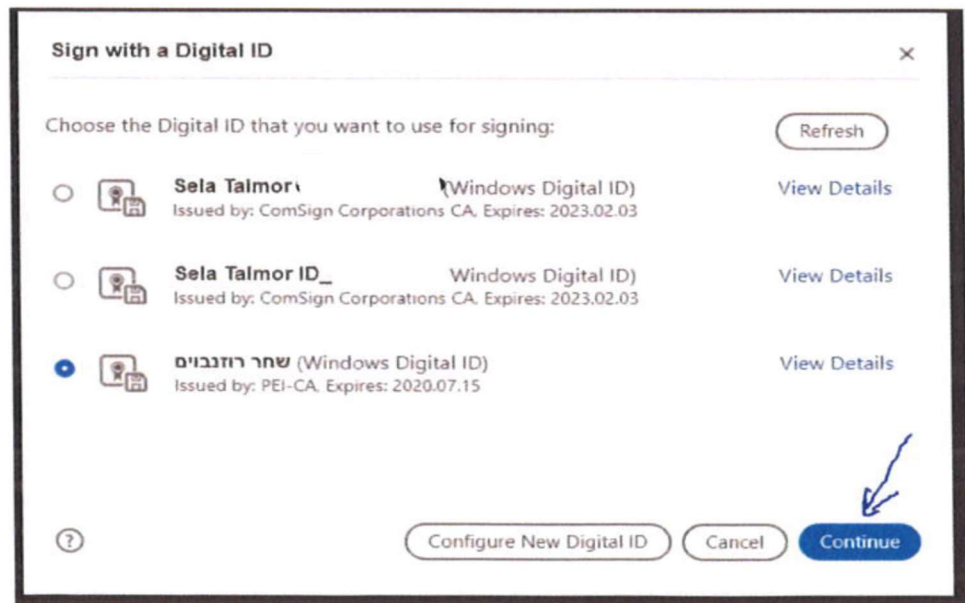 Sign with a Digital ID
Choose the Digital ID that you want to use for signing:
Refresh
Sela Talmor (Windows Digital ID)
View Details
Issued by: ComSign Corporations CA, Expires: 2023.02.03
Sela Talmor ID_ Windows Digital ID)
View Details
Issued by: ComSign Corporations CA, Expires: 2023.02.03
שחר רוזנבוים (Windows Digital ID)
View Details
Issued by: PEI-CA, Expires: 2020.07.15
Configure New Digital ID
Cancel
Continue